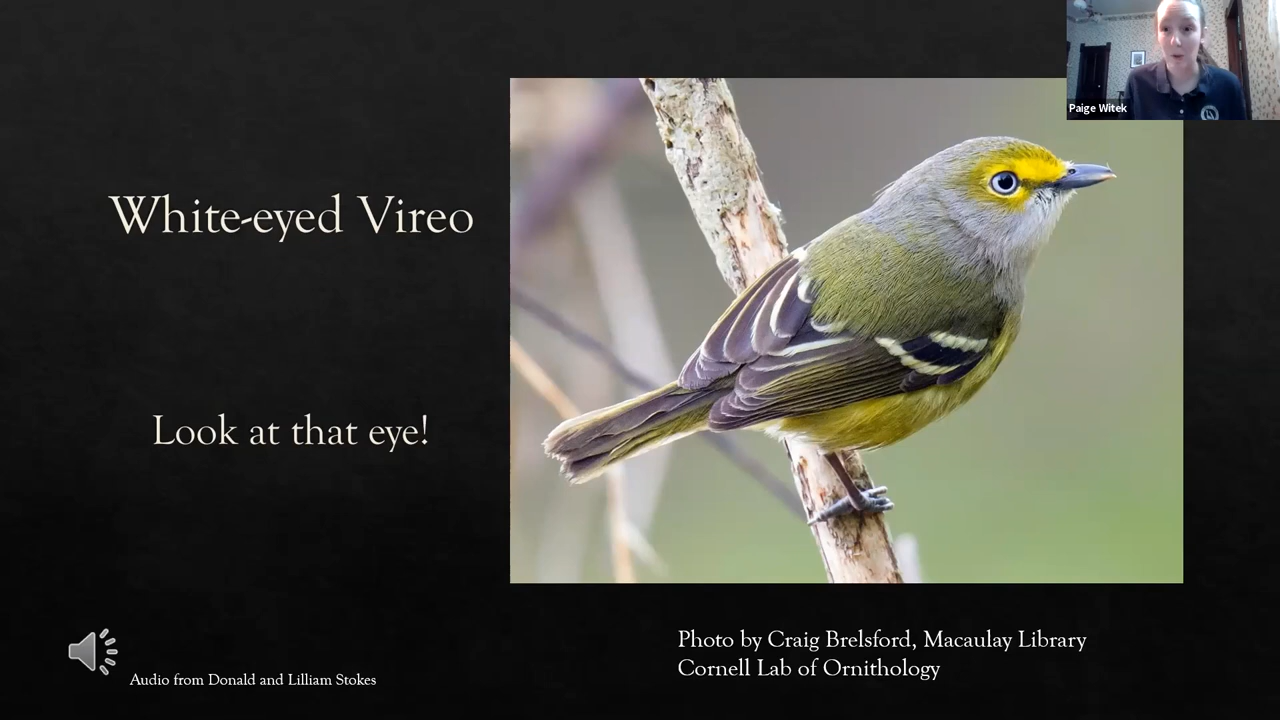 Paige Witek
White-eyed Vireo
Look at that eye!
Photo by Craig Brelsford, Macaulay Library
Cornell Lab of Ornithology
Audio from Donald and Lilliam Stokes